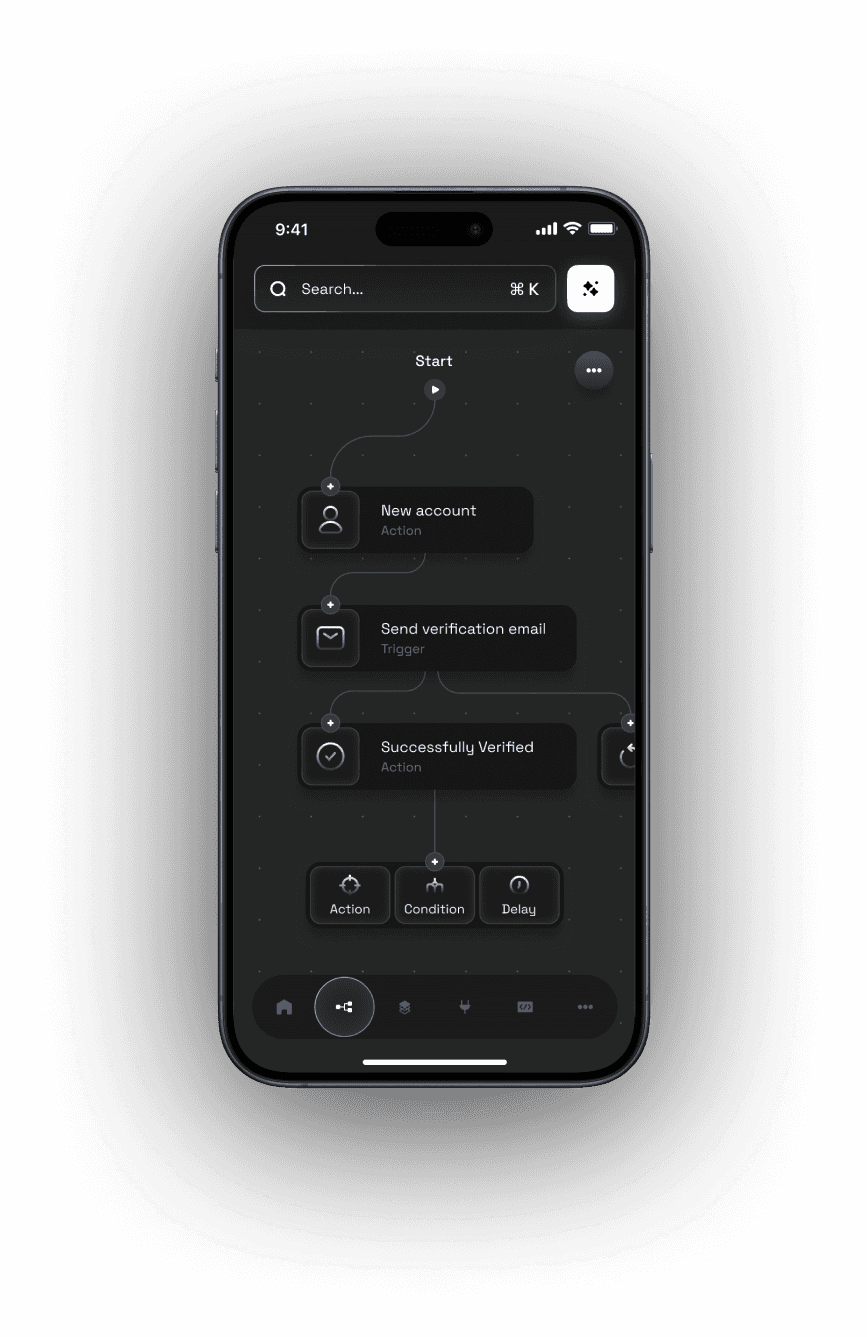 9:41
Search... ⌘ K
Start
New account
Action
Send verification email
Trigger
Successfully Verified
Action
Action Condition Delay